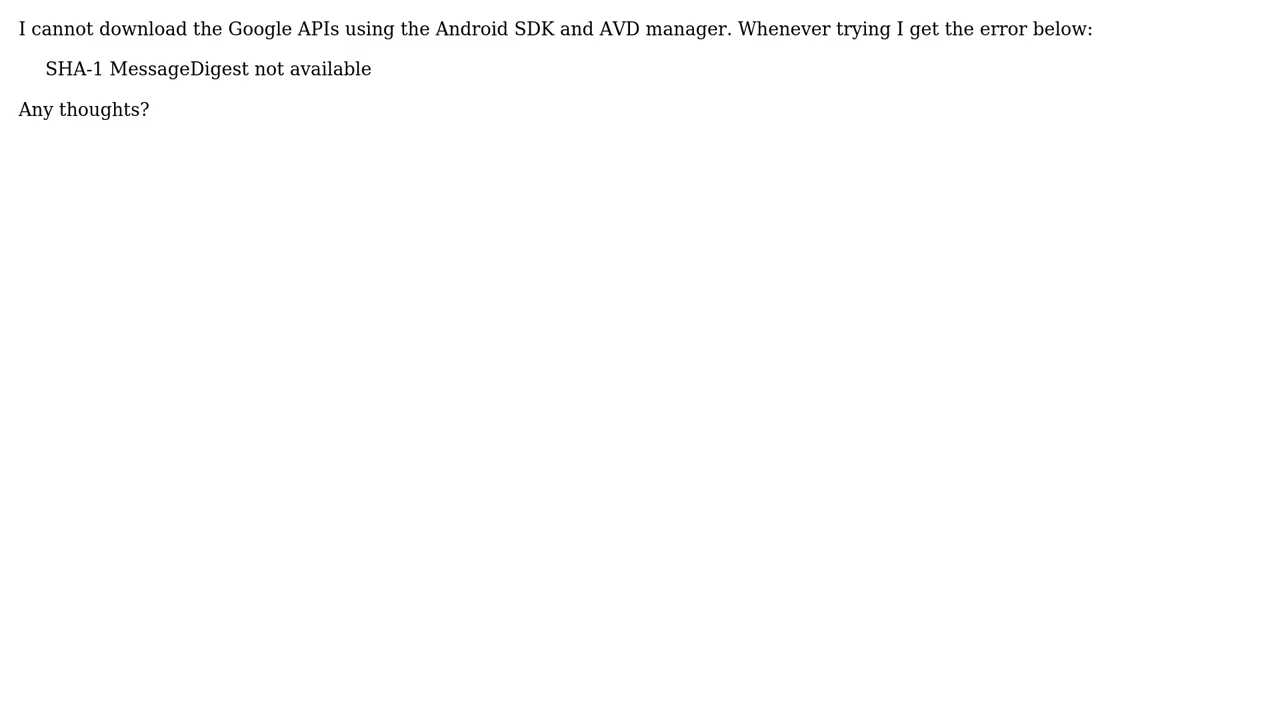 I cannot download the Google APIs using the Android SDK and AVD manager. Whenever trying I get the error below:
SHA-1 MessageDigest not available
Any thoughts?